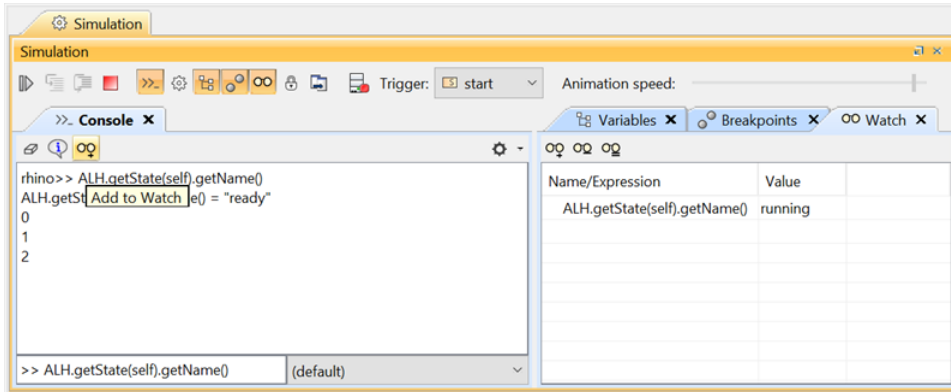 Simulation
Simulation
Trigger: start Animation speed:
>>_ Console
Variables Breakpoints Watch
rhino>> ALH.getState(self).getName()
ALH.getSt Add to Watch e() = "ready"
0
1
2
Name/Expression Value
ALH.getState(self).getName() running
>> ALH.getState(self).getName() (default)